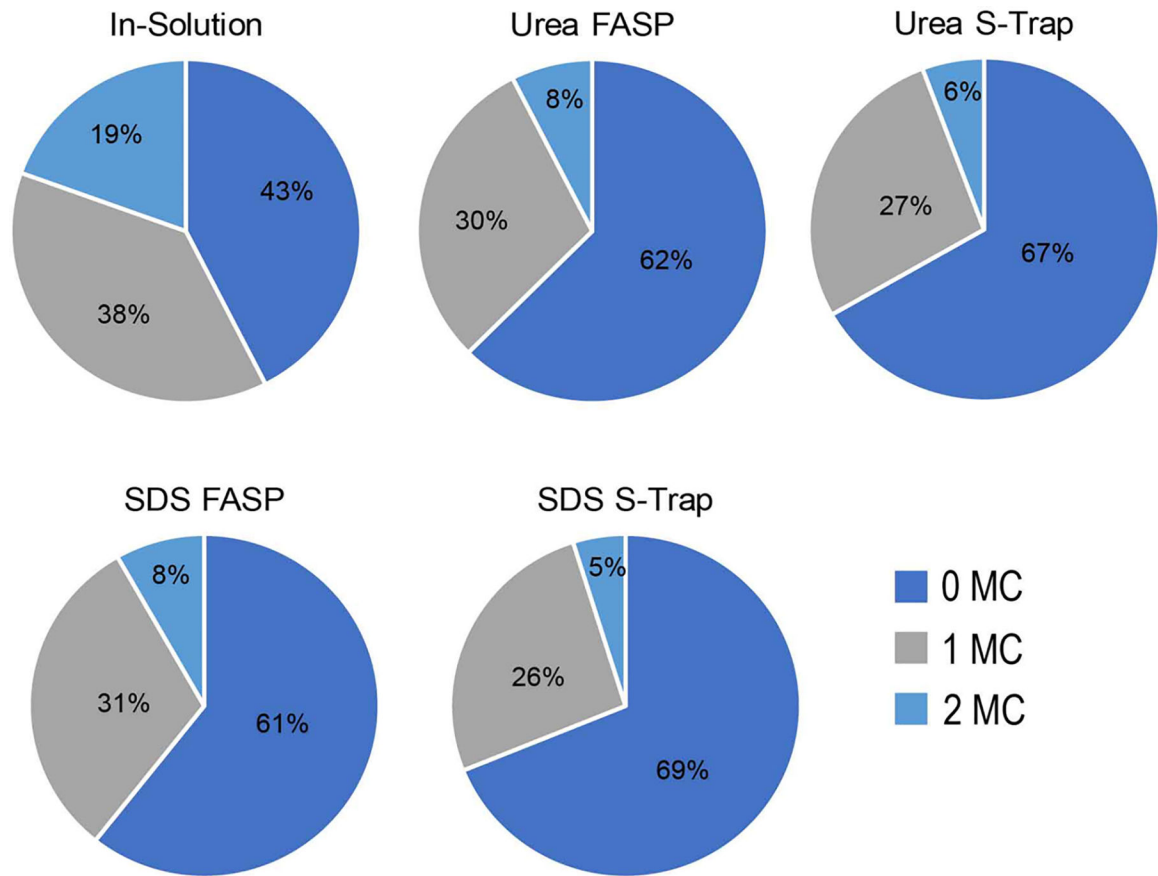 In-Solution
19%
43%
38%
Urea FASP
8%
30%
62%
Urea S-Trap
6%
27%
67%
SDS FASP
8%
31%
61%
SDS S-Trap
5%
26%
69%
0 MC
1 MC
2 MC